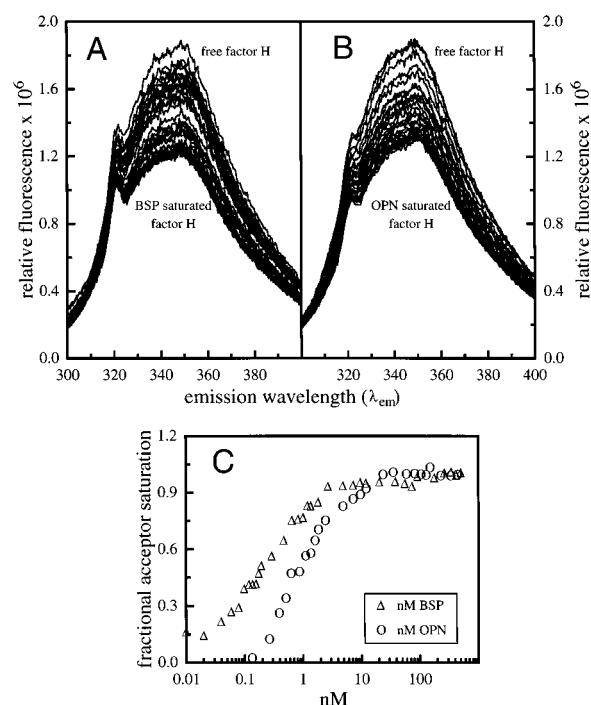 relative fluorescence x 10⁶
2.0
1.6
1.2
0.8
0.4
0.0
A
free factor H
BSP saturated
factor H
300
320
340
360
380
B
free factor H
OPN saturated
factor H
320
340
360
380
400
2.0
1.6
1.2
0.8
0.4
0.0
relative fluorescence x 10⁶
emission wavelength (λem)
fractional acceptor saturation
1.2
0.9
0.6
0.3
0.0
C
nM BSP
nM OPN
0.01
0.1
1
10
100
nM